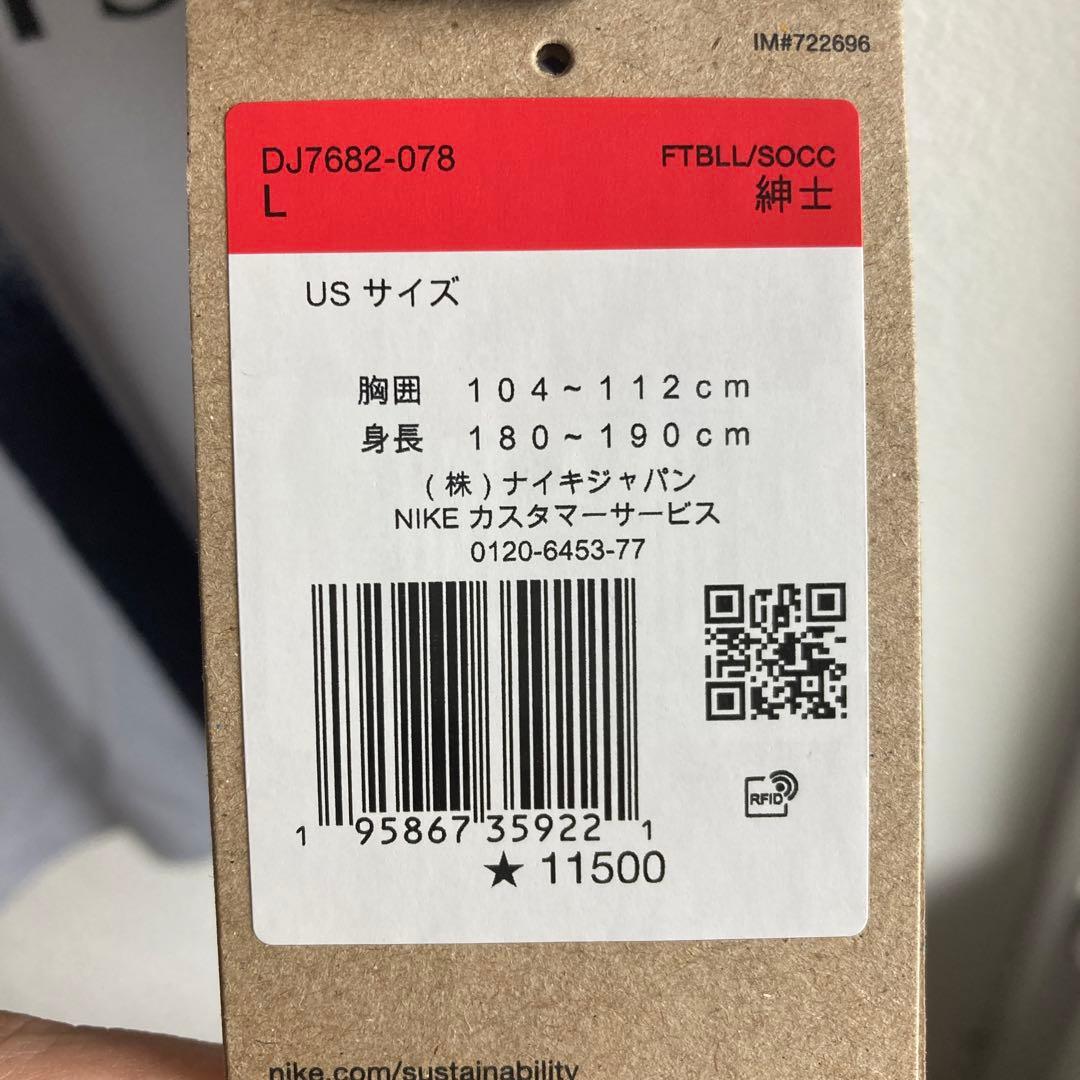 IM#722696
DJ7682-078
FTBLL/SOCC
L
紳士
US サイズ
胸囲 104~112cm
身長 180~190cm
(株)ナイキジャパン
NIKE カスタマーサービス
0120-6453-77
1 95867 35922 1
RFID
★ 11500
nike.com/sustainability